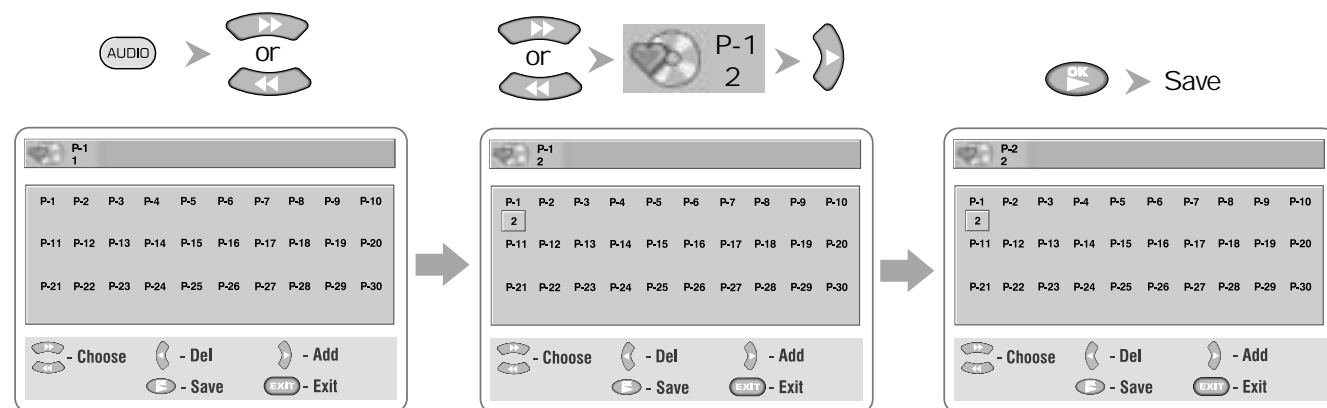 AUDIO
or
or
P-1
2
OK
Save
P-1
1
P-1 P-2 P-3 P-4 P-5 P-6 P-7 P-8 P-9 P-10
P-11 P-12 P-13 P-14 P-15 P-16 P-17 P-18 P-19 P-20
P-21 P-22 P-23 P-24 P-25 P-26 P-27 P-28 P-29 P-30
- Choose - Del - Add
- Save EXIT - Exit
P-1
2
P-1 P-2 P-3 P-4 P-5 P-6 P-7 P-8 P-9 P-10
2
P-11 P-12 P-13 P-14 P-15 P-16 P-17 P-18 P-19 P-20
P-21 P-22 P-23 P-24 P-25 P-26 P-27 P-28 P-29 P-30
- Choose - Del - Add
- Save EXIT - Exit
P-2
2
P-1 P-2 P-3 P-4 P-5 P-6 P-7 P-8 P-9 P-10
2
P-11 P-12 P-13 P-14 P-15 P-16 P-17 P-18 P-19 P-20
P-21 P-22 P-23 P-24 P-25 P-26 P-27 P-28 P-29 P-30
- Choose - Del - Add
- Save EXIT - Exit